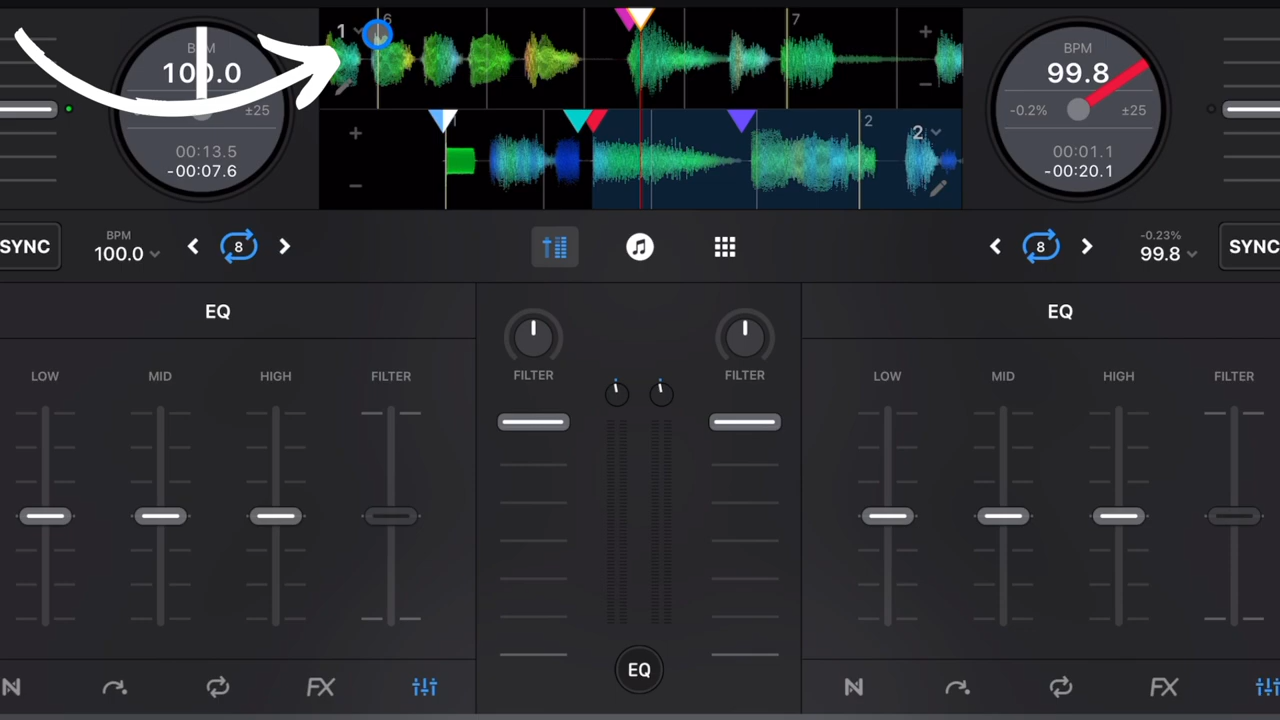 BPM
100.0
±25
00:13.5
-00:07.6
1
6
7
1
2
2
BPM
99.8
-0.2%
±25
00:01.1
-00:20.1
SYNC
BPM
100.0
8
8
-0.23%
99.8
SYNC
EQ
EQ
LOW
MID
HIGH
FILTER
FILTER
FILTER
LOW
MID
HIGH
FILTER
EQ
N
FX
N
FX